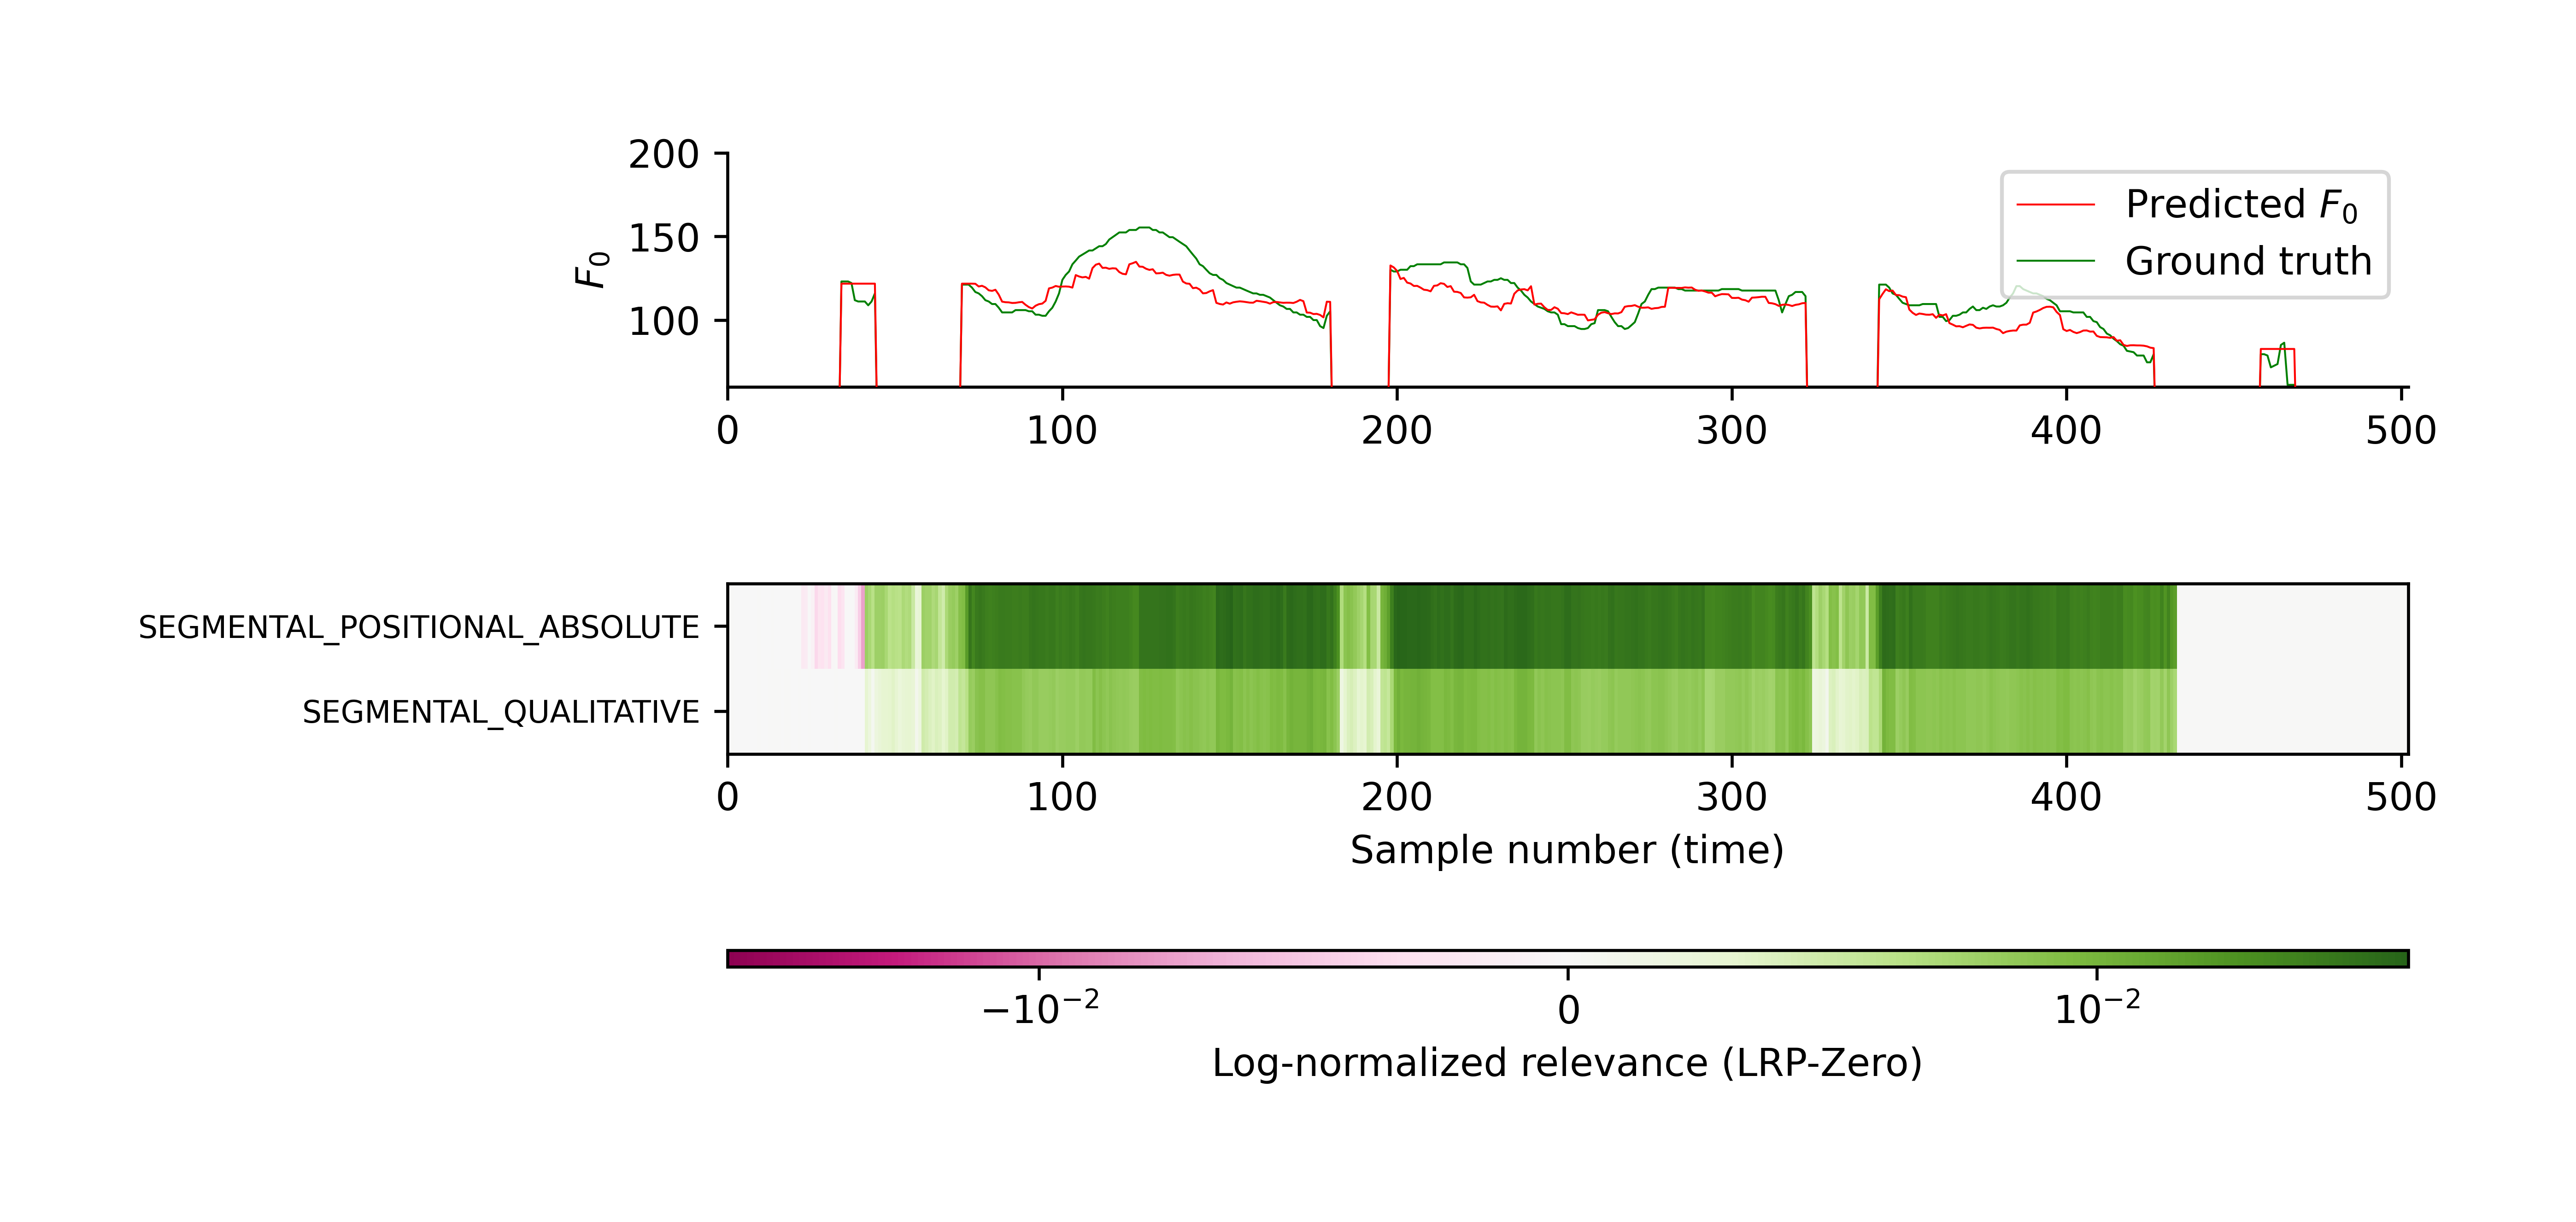 200
150
100
F₀
Predicted F₀
Ground truth
0 100 200 300 400 500
SEGMENTAL_POSITIONAL_ABSOLUTE
SEGMENTAL_QUALITATIVE
0 100 200 300 400 500
Sample number (time)
−10⁻² 0 10⁻²
Log-normalized relevance (LRP-Zero)